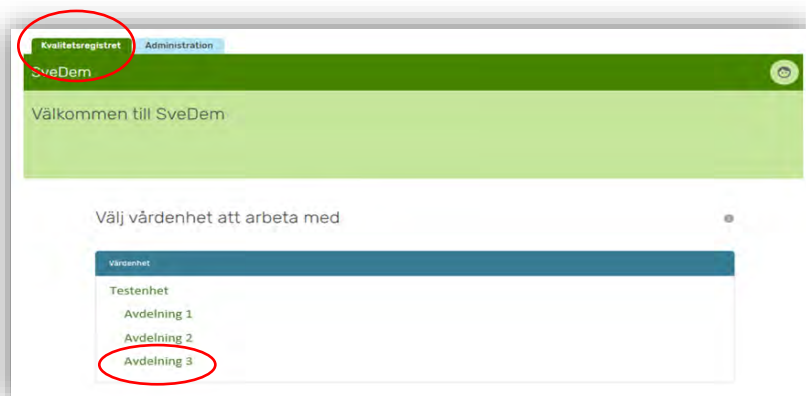 Kvalitetsregistret Administration
SveDem
Välkommen till SveDem
Välj vårdenhet att arbeta med
Vårdenhet
Testenhet
Avdelning 1
Avdelning 2
Avdelning 3